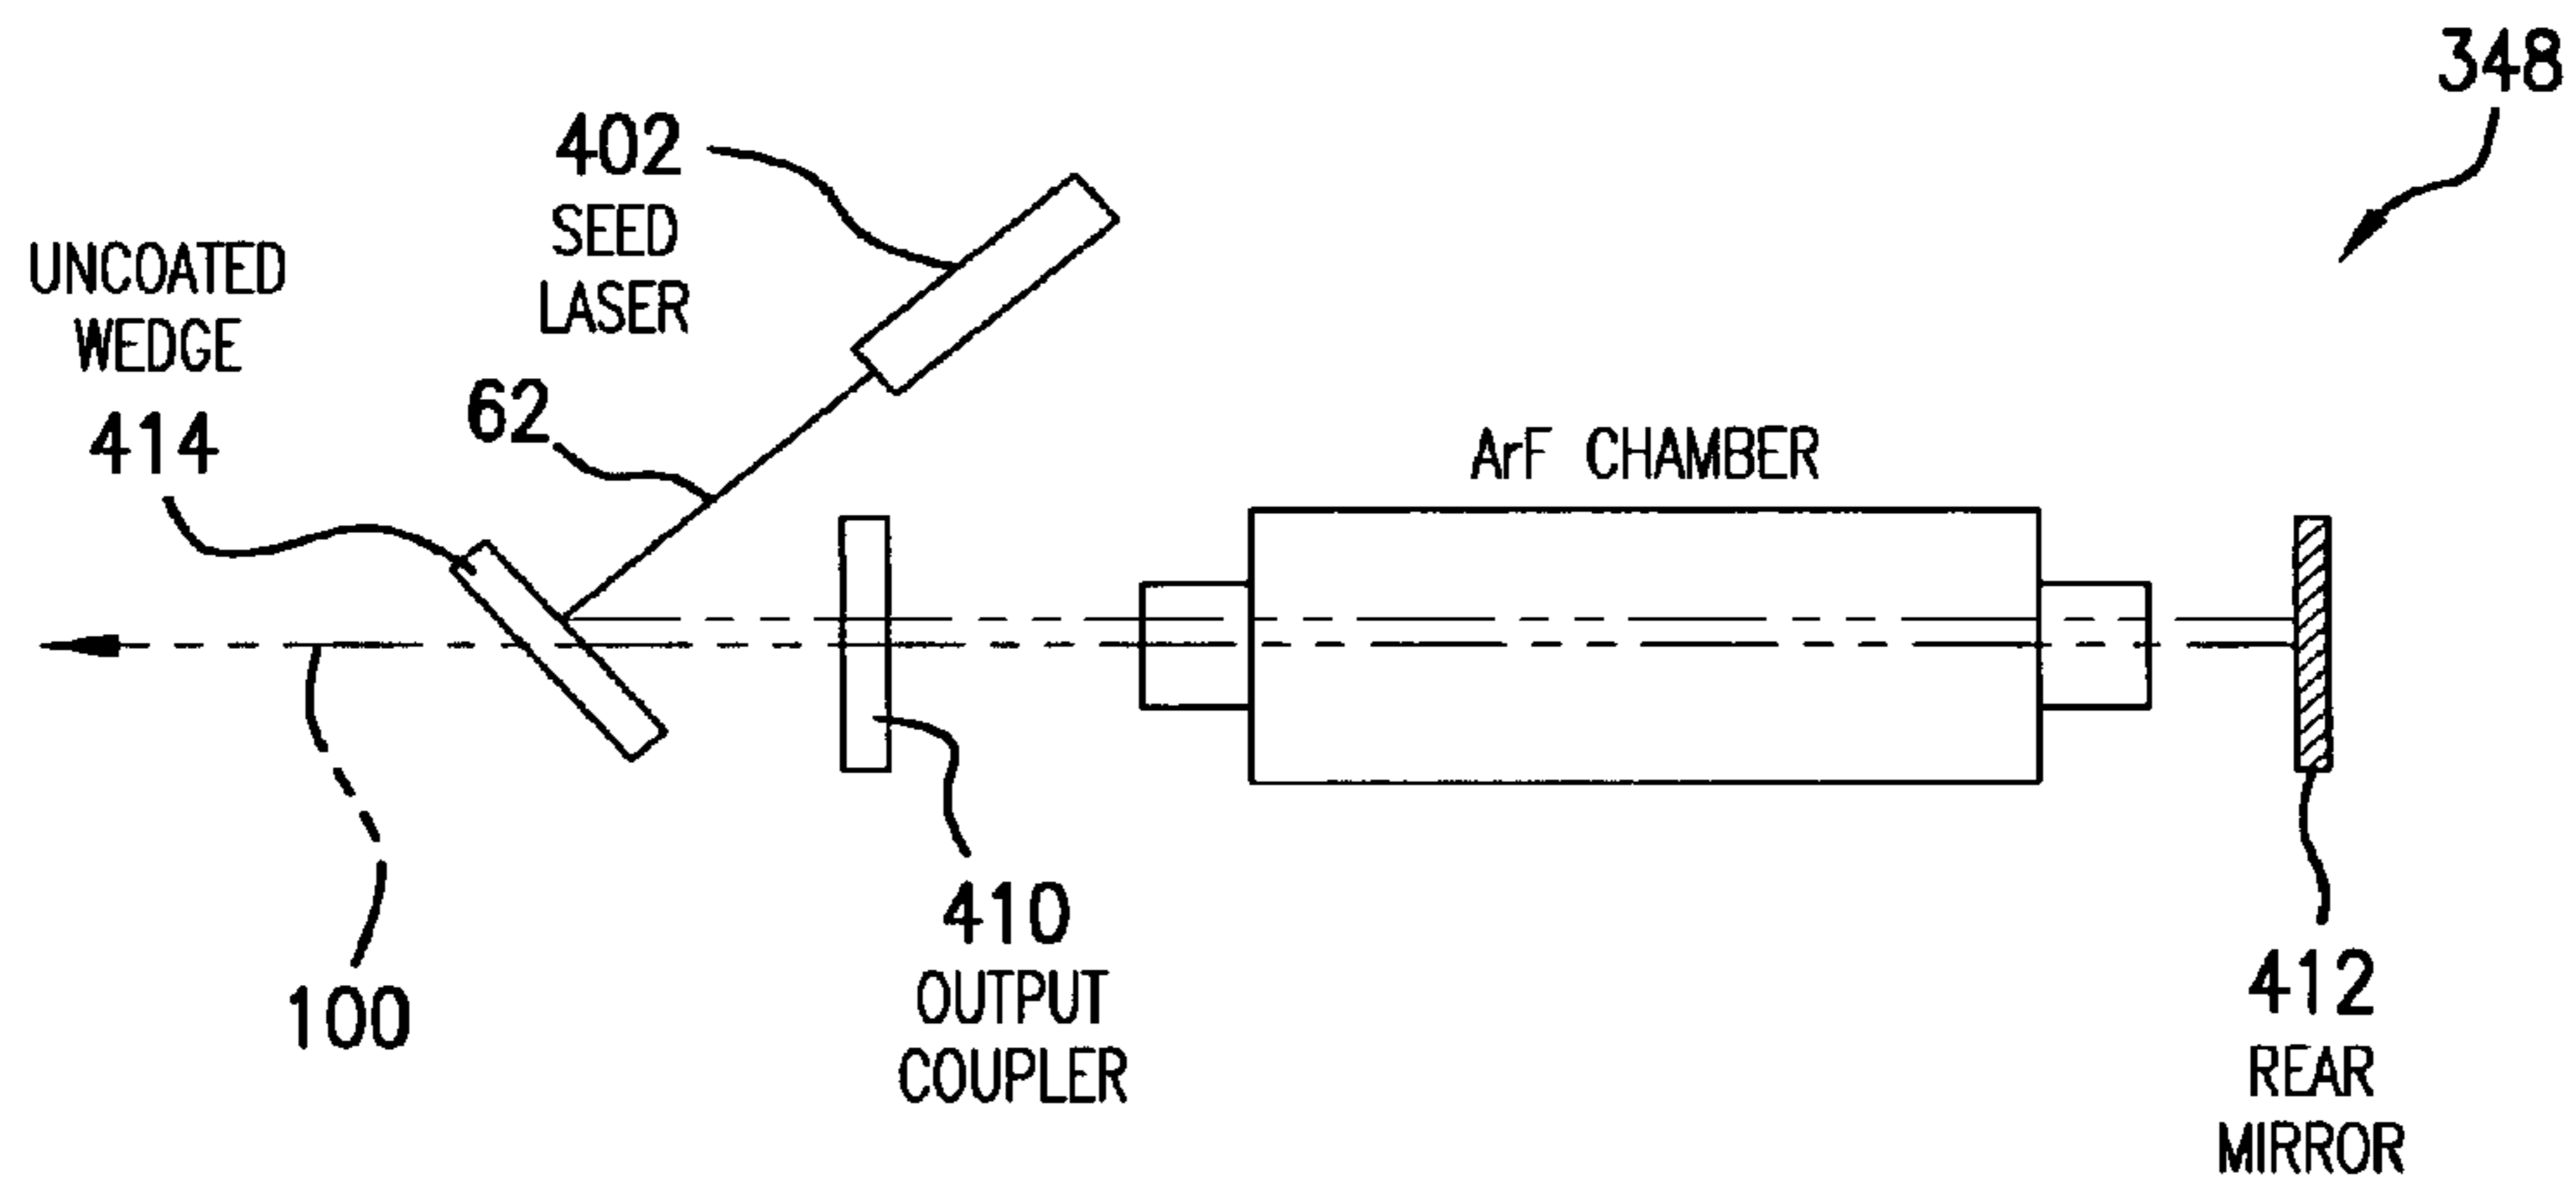 348
402
SEED
LASER
UNCOATED
WEDGE
414
62
ArF CHAMBER
410
OUTPUT
COUPLER
100
412
REAR
MIRROR